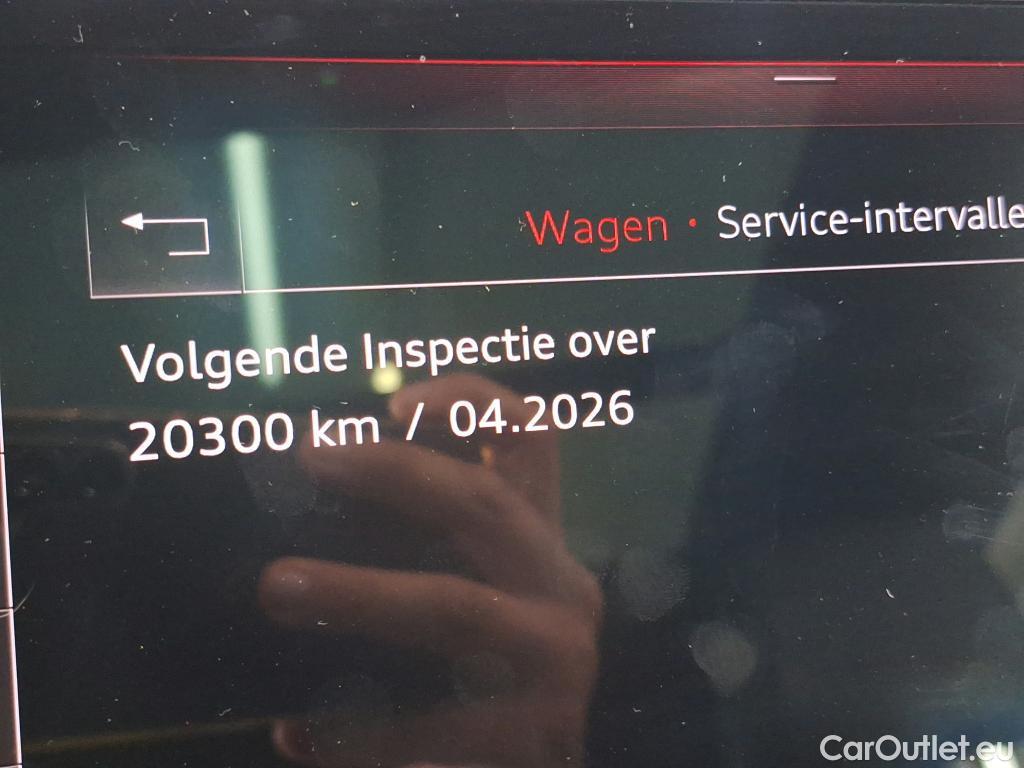 Wagen • Service-intervalle
Volgende Inspectie over
20300 km / 04.2026
CarOutlet.eu